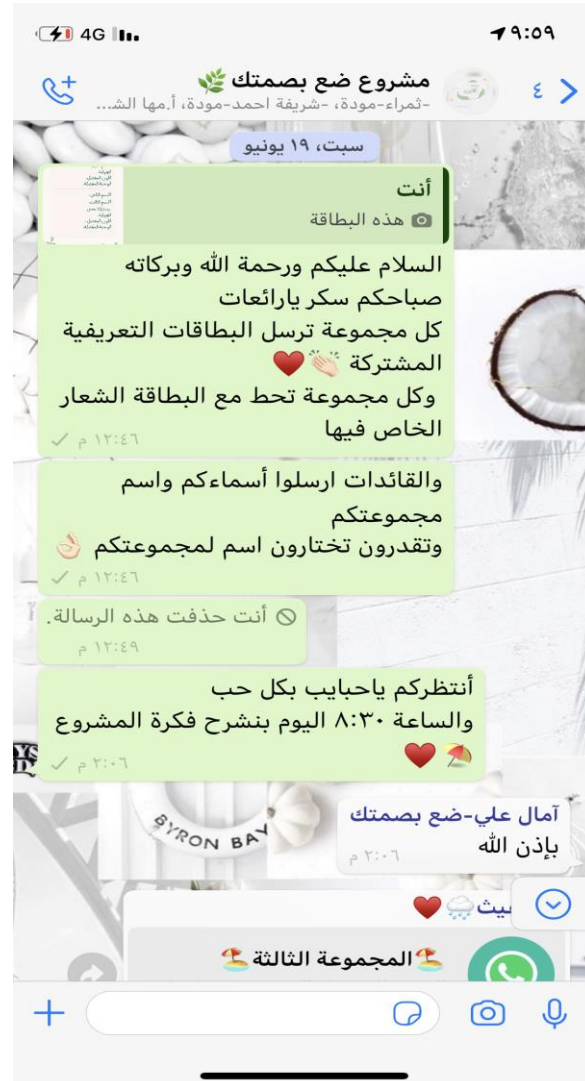 4G
٩:٥٩
٤
مشروع ضع بصمتك
-ثمراء-مودة، -شريفة احمد-مودة، أ.مها الشـ...
سبت، ١٩ يونيو
أنت
هذه البطاقة
السلام عليكم ورحمة الله وبركاته
صباحكم سكر يارائعات
كل مجموعة ترسل البطاقات التعريفية
المشتركة 👏🏻♥️
وكل مجموعة تحط مع البطاقة الشعار
الخاص فيها
١٢:٤٦ م
والقائدات ارسلوا أسماءكم واسم
مجموعتكم
وتقدرون تختارون اسم لمجموعتكم 👌🏻
١٢:٤٦ م
أنت حذفت هذه الرسالة.
١٢:٤٩ م
أنتظركم ياحبايب بكل حب
والساعة ٨:٣٠ اليوم بنشرح فكرة المشروع
⛱️♥️
٢:٠٦ م
BYRON BAY
آمال علي-ضع بصمتك
بإذن الله
٢:٠٦ م
🏖️المجموعة الثالثة🏖️